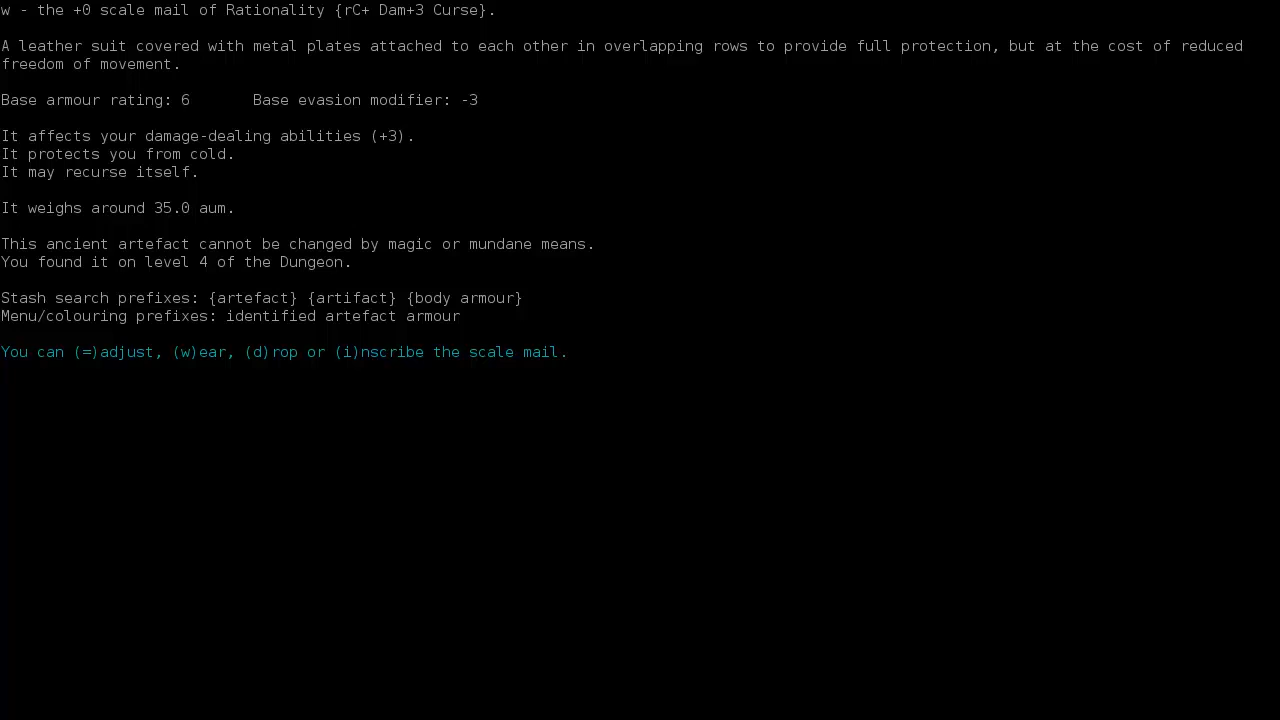 w - the +0 scale mail of Rationality {rC+ Dam+3 Curse}.
A leather suit covered with metal plates attached to each other in overlapping rows to provide full protection, but at the cost of reduced
freedom of movement.
Base armour rating: 6       Base evasion modifier: -3
It affects your damage-dealing abilities (+3).
It protects you from cold.
It may recurse itself.
It weighs around 35.0 aum.
This ancient artefact cannot be changed by magic or mundane means.
You found it on level 4 of the Dungeon.
Stash search prefixes: {artefact} {artifact} {body armour}
Menu/colouring prefixes: identified artefact armour
You can (=)adjust, (w)ear, (d)rop or (i)nscribe the scale mail.